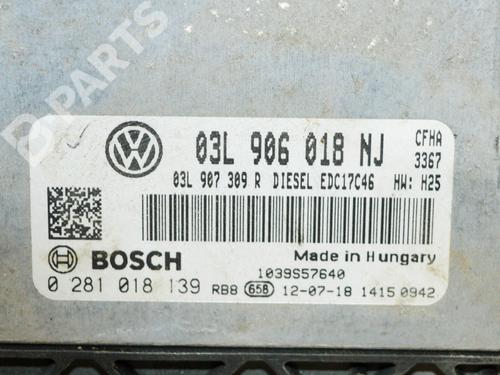 B-PARTS
03L 906 018 NJ
CFHA
3367
03L 907 309 R DIESEL EDC17C46 HW: H25
BOSCH
Made in Hungary
1039S57640
0 281 018 139 RB8 658 12-07-18 1415 0942